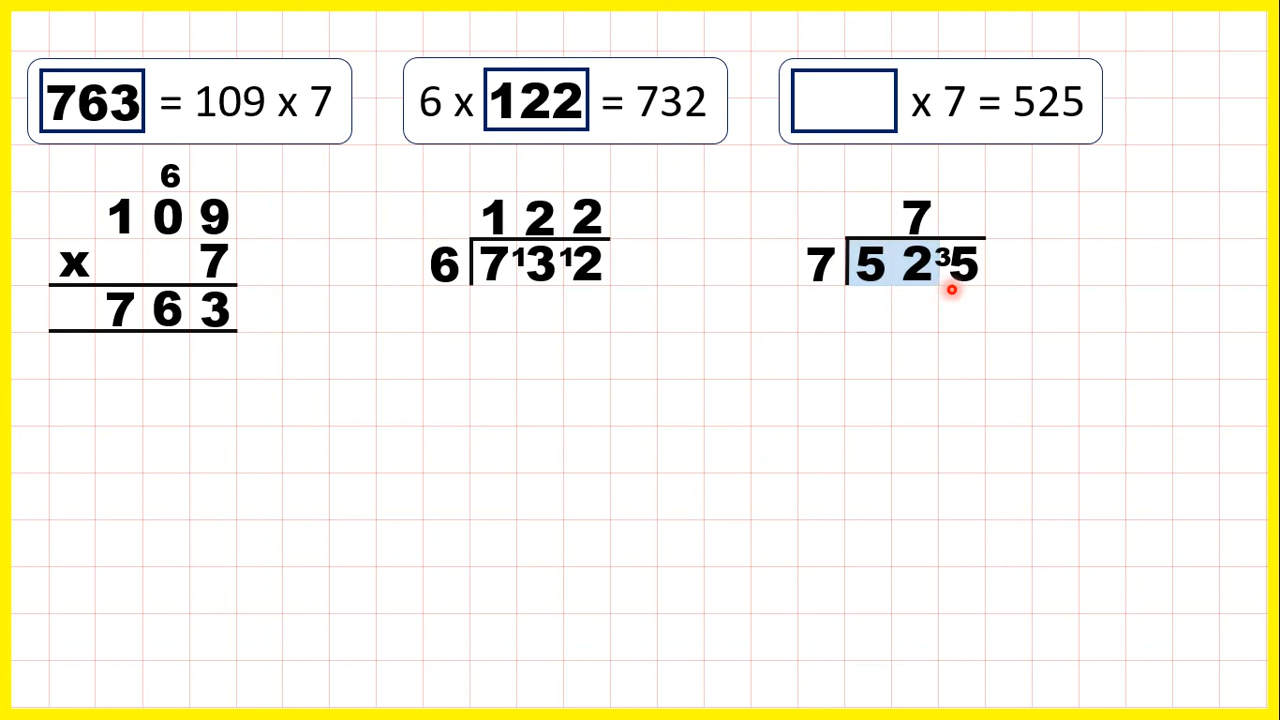 763 = 109 x 7
6 x 122 = 732
x 7 = 525
6
1 0 9
x 7
7 6 3
1 2 2
6 7 1 3 1 2
7
7 5 2 3 5